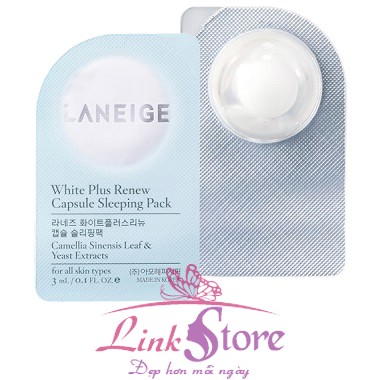 LANEIGE
White Plus Renew
Capsule Sleeping Pack
라네즈 화이트플러스리뉴
캡슐 슬리핑팩
Camellia Sinensis Leaf &
Yeast Extracts
for all skin types
3 mL / 0.1 FL. OZ. e
(주)아모레퍼시픽
MADE IN KOREA
Link Store
Đẹp hơn mỗi ngày